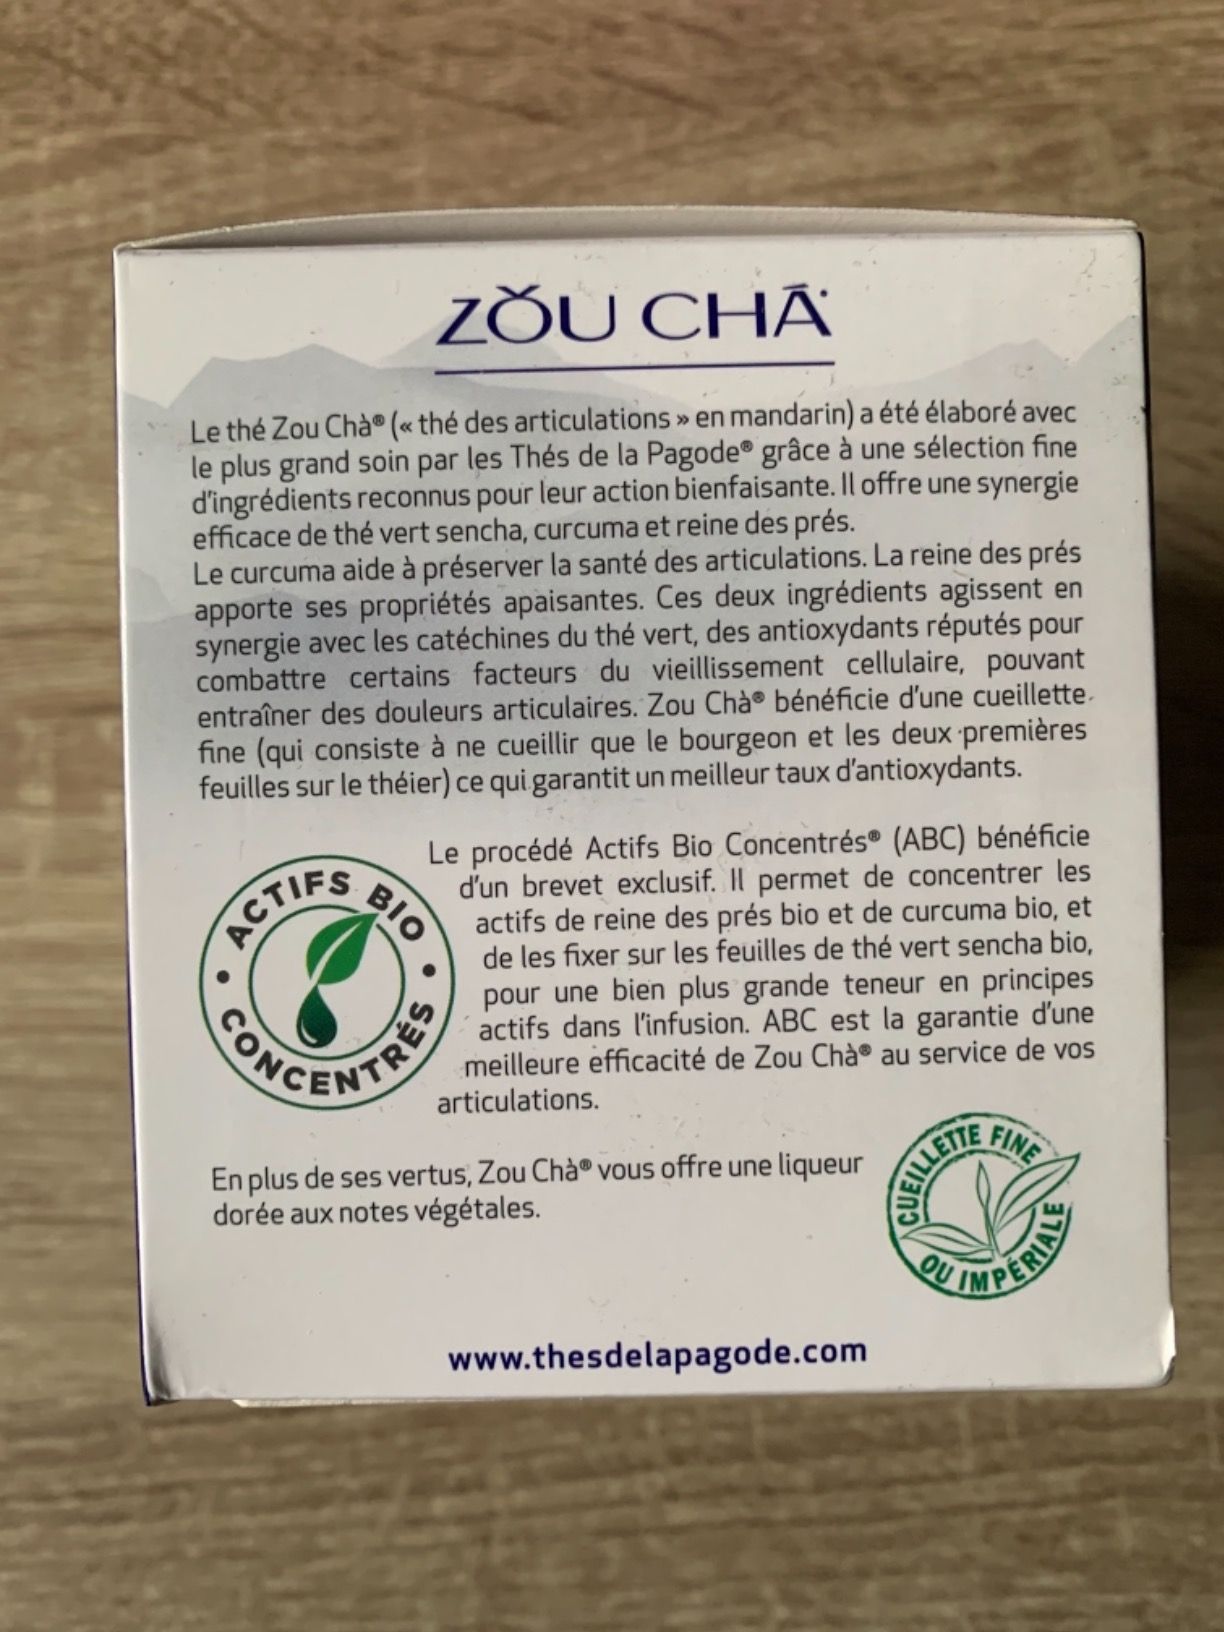 ZǑU CHĀ
Le thé Zou Chà® (« thé des articulations » en mandarin) a été élaboré avec
le plus grand soin par les Thés de la Pagode® grâce à une sélection fine
d'ingrédients reconnus pour leur action bienfaisante. Il offre une synergie
efficace de thé vert sencha, curcuma et reine des prés.
Le curcuma aide à préserver la santé des articulations. La reine des prés
apporte ses propriétés apaisantes. Ces deux ingrédients agissent en
synergie avec les catéchines du thé vert, des antioxydants réputés pour
combattre certains facteurs du vieillissement cellulaire, pouvant
entraîner des douleurs articulaires. Zou Chà® bénéficie d'une cueillette
fine (qui consiste à ne cueillir que le bourgeon et les deux premières
feuilles sur le théier) ce qui garantit un meilleur taux d'antioxydants.
ACTIFS BIO
CONCENTRÉS
Le procédé Actifs Bio Concentrés® (ABC) bénéficie
d'un brevet exclusif. Il permet de concentrer les
actifs de reine des prés bio et de curcuma bio, et
de les fixer sur les feuilles de thé vert sencha bio,
pour une bien plus grande teneur en principes
actifs dans l'infusion. ABC est la garantie d'une
meilleure efficacité de Zou Chà® au service de vos
articulations.
En plus de ses vertus, Zou Chà® vous offre une liqueur
dorée aux notes végétales.
CUEILLETTE FINE
OU IMPÉRIALE
www.thesdelapagode.com